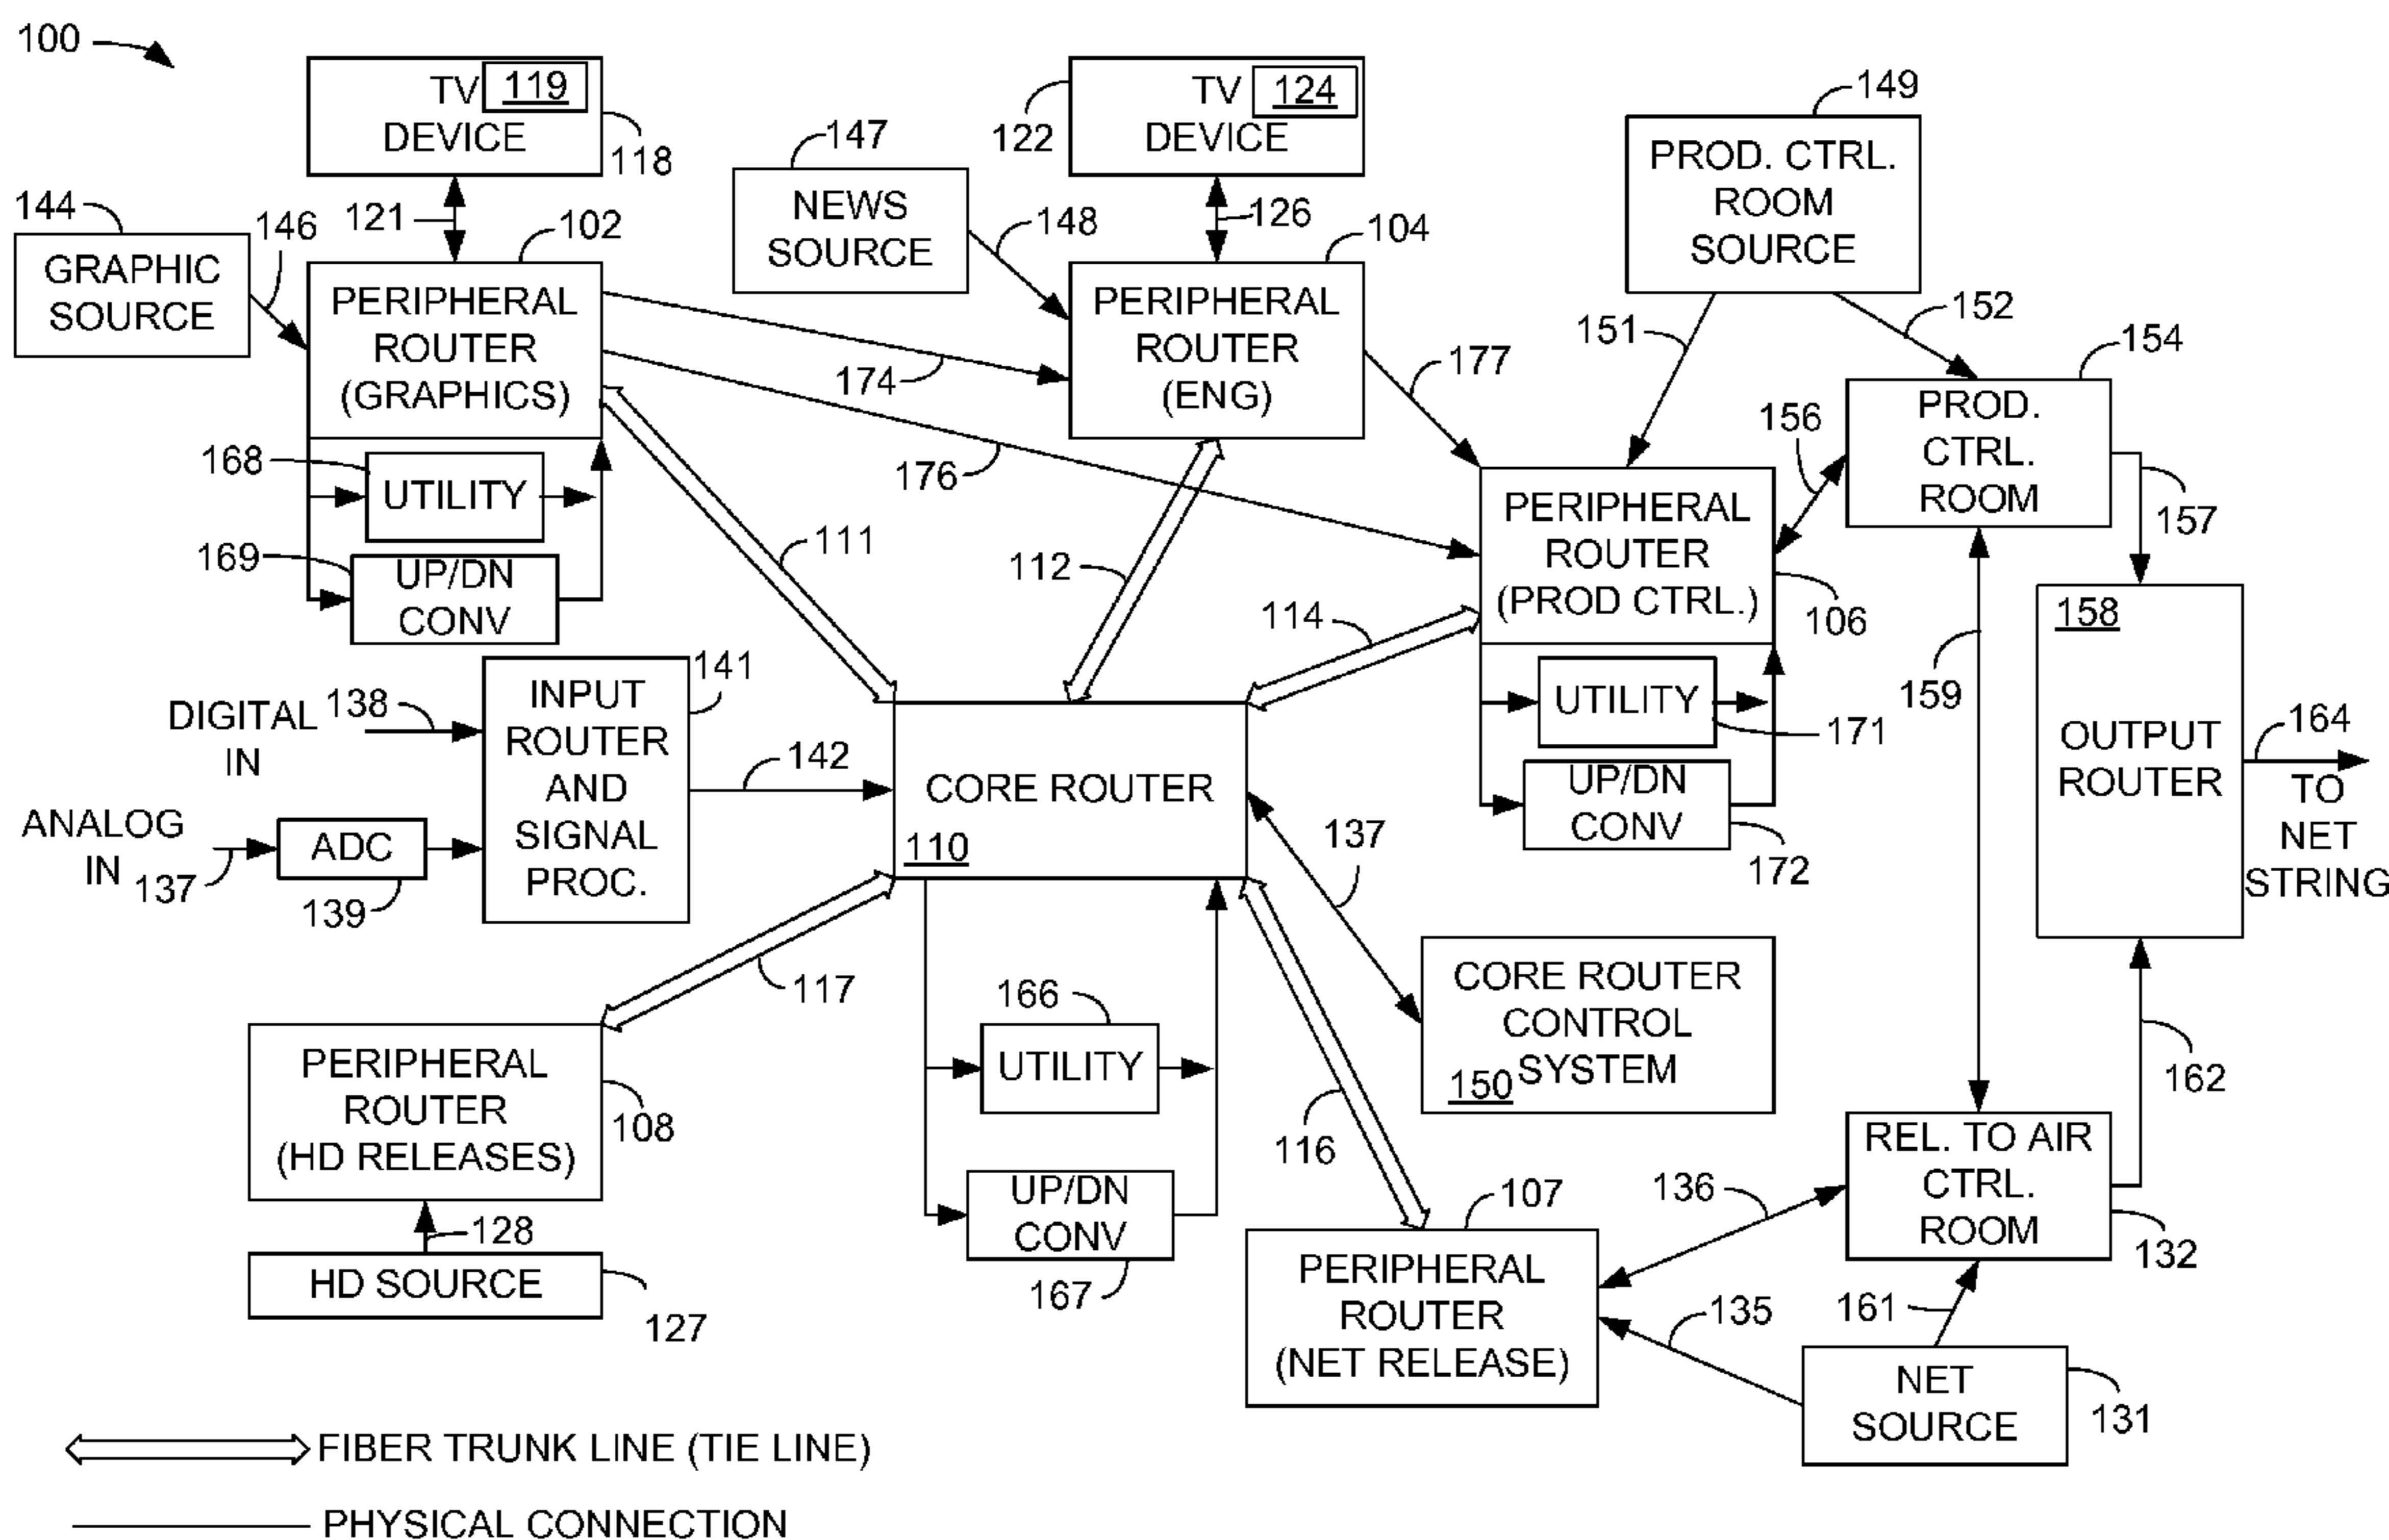 100
TV 119
DEVICE
118
121
144
GRAPHIC
SOURCE
146
102
PERIPHERAL
ROUTER
(GRAPHICS)
168
UTILITY
169
UP/DN
CONV
147
NEWS
SOURCE
148
122
TV 124
DEVICE
126
104
PERIPHERAL
ROUTER
(ENG)
174
176
177
149
PROD. CTRL.
ROOM
SOURCE
151
152
154
PROD.
CTRL.
ROOM
156
157
PERIPHERAL
ROUTER
(PROD CTRL.)
106
111
112
114
UTILITY
171
UP/DN
CONV
172
159
158
OUTPUT
ROUTER
164
TO
NET
STRING
DIGITAL
IN
138
ANALOG
IN
137
ADC
139
141
INPUT
ROUTER
AND
SIGNAL
PROC.
142
CORE ROUTER
110
137
CORE ROUTER
CONTROL
SYSTEM
150
117
PERIPHERAL
ROUTER
(HD RELEASES)
108
128
HD SOURCE
127
166
UTILITY
UP/DN
CONV
167
116
107
PERIPHERAL
ROUTER
(NET RELEASE)
136
135
REL. TO AIR
CTRL.
ROOM
132
162
161
NET
SOURCE
131
FIBER TRUNK LINE (TIE LINE)
PHYSICAL CONNECTION